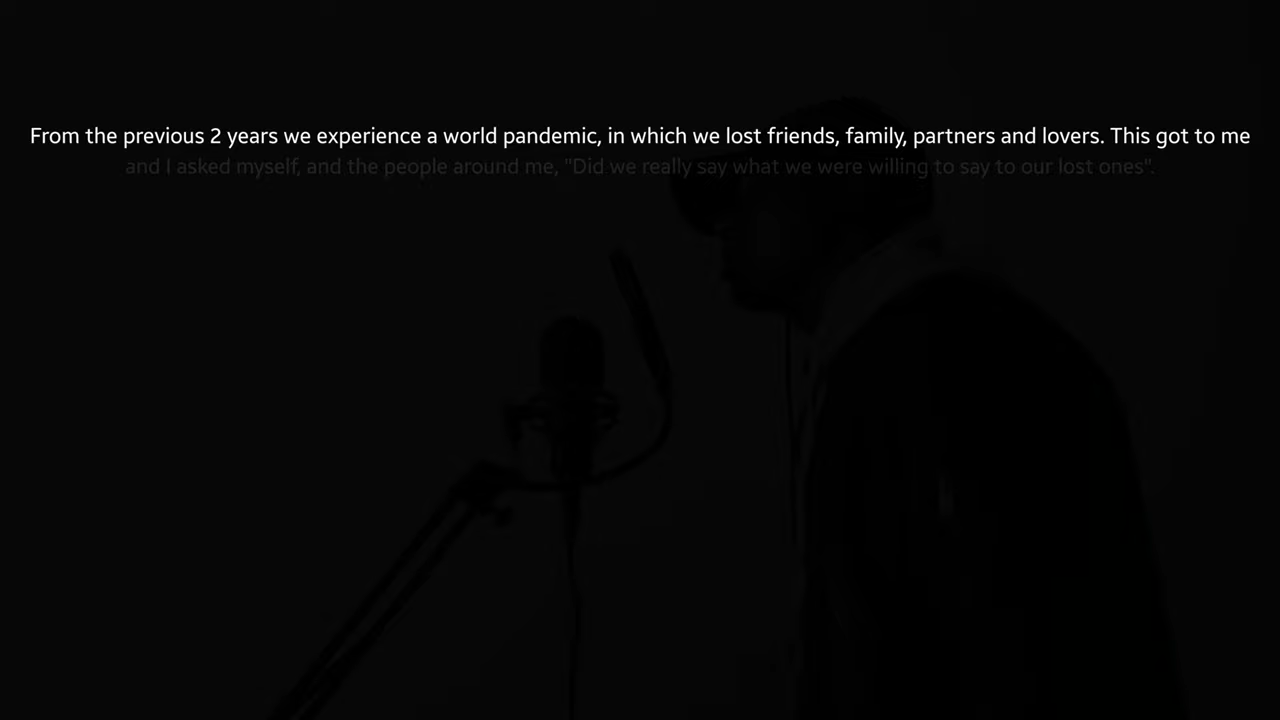 From the previous 2 years we experience a world pandemic, in which we lost friends, family, partners and lovers. This got to me
and I asked myself, and the people around me, "Did we really say what we were willing to say to our lost ones".